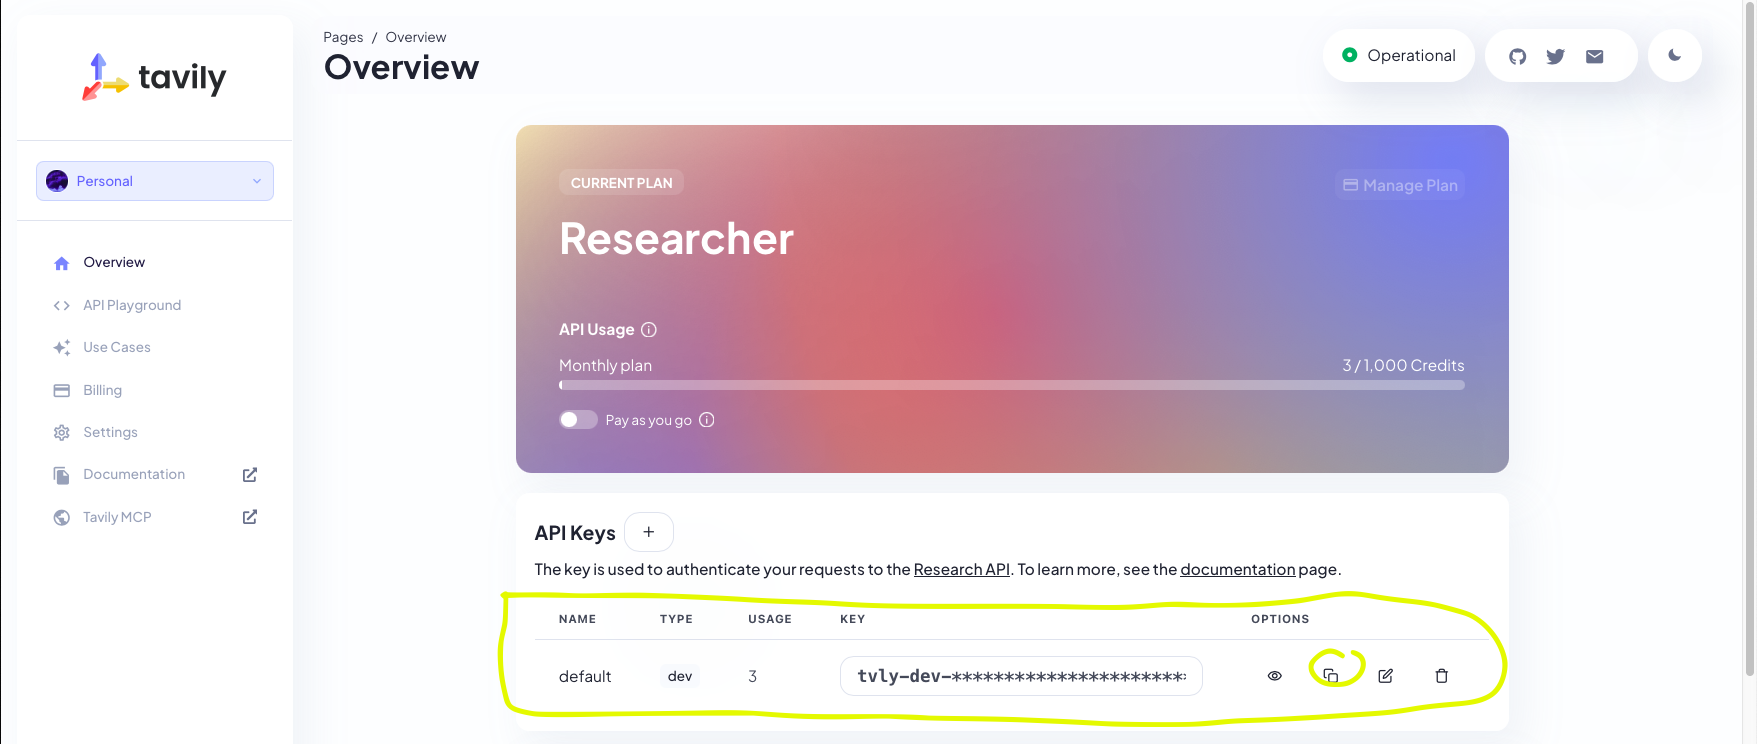 tavily
Personal
Overview
API Playground
Use Cases
Billing
Settings
Documentation
Tavily MCP
Pages / Overview
Overview
Operational
CURRENT PLAN
Manage Plan
Researcher
API Usage
Monthly plan 3 / 1,000 Credits
Pay as you go
API Keys +
The key is used to authenticate your requests to the Research API. To learn more, see the documentation page.
NAME TYPE USAGE KEY OPTIONS
default dev 3 tvly-dev-**********************